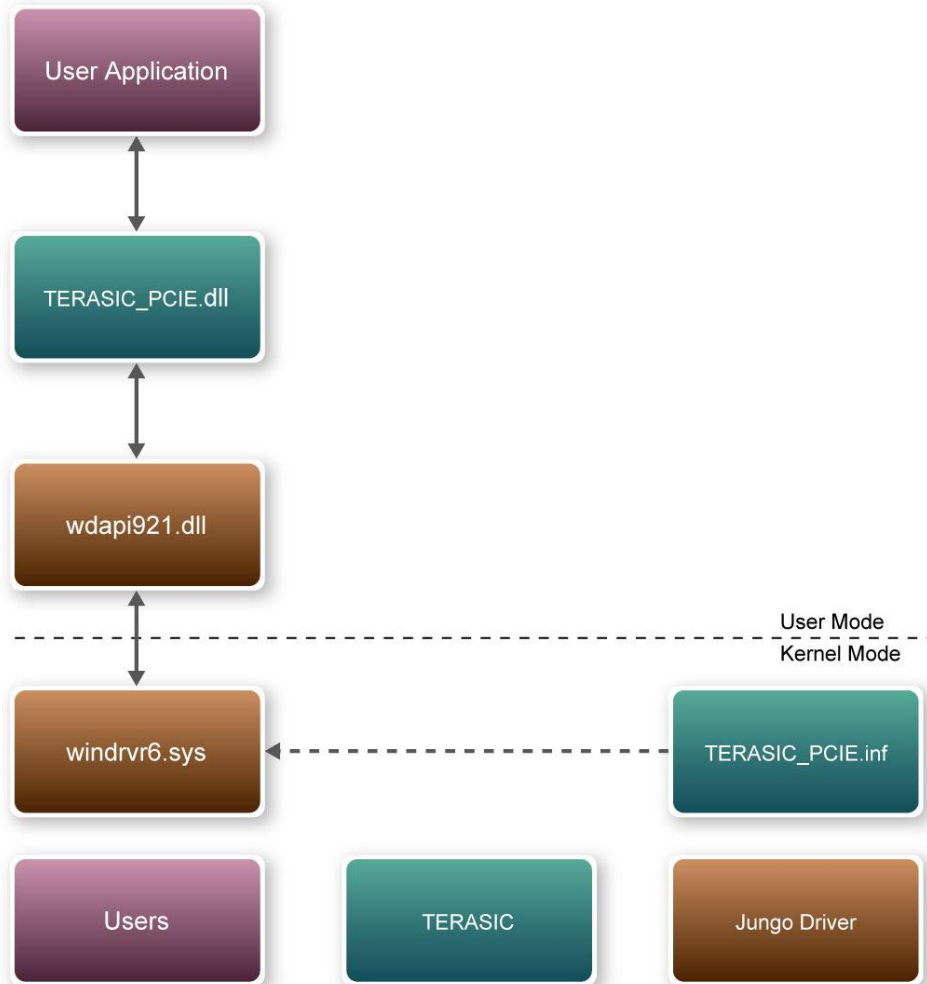 User Application
TERASIC_PCIE.dll
wdapi921.dll
User Mode
Kernel Mode
windrvr6.sys
TERASIC_PCIE.inf
Users
TERASIC
Jungo Driver